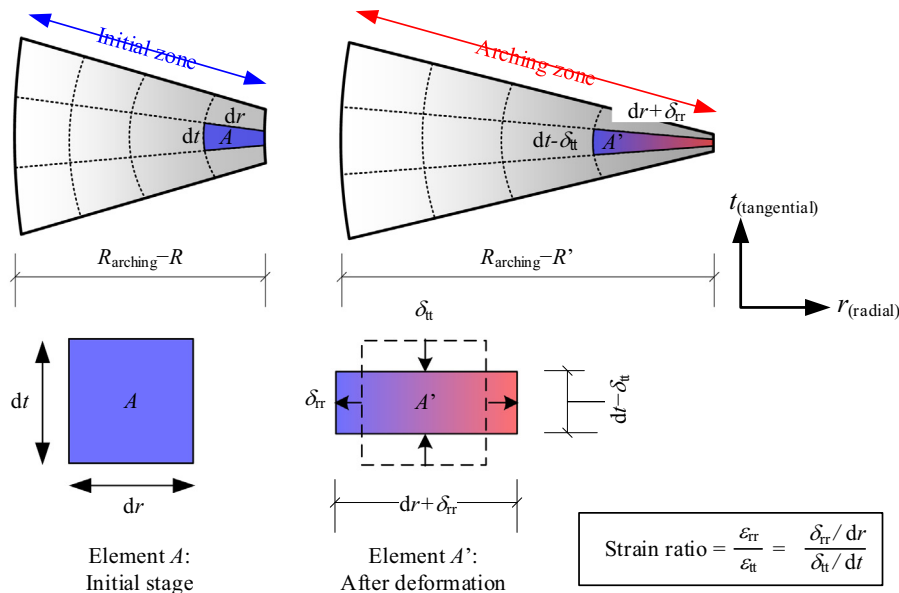 Initial zone
Arching zone
dr
dt
A
dr+δrr
dt-δtt
A’
t(tangential)
r(radial)
Rarching−R
Rarching−R’
δtt
dt
A
dr
δrr
A’
dt−δtt
dr+δrr
Element A:
Initial stage
Element A’:
After deformation
Strain ratio = εrr/εtt = δrr / dr / δtt / dt